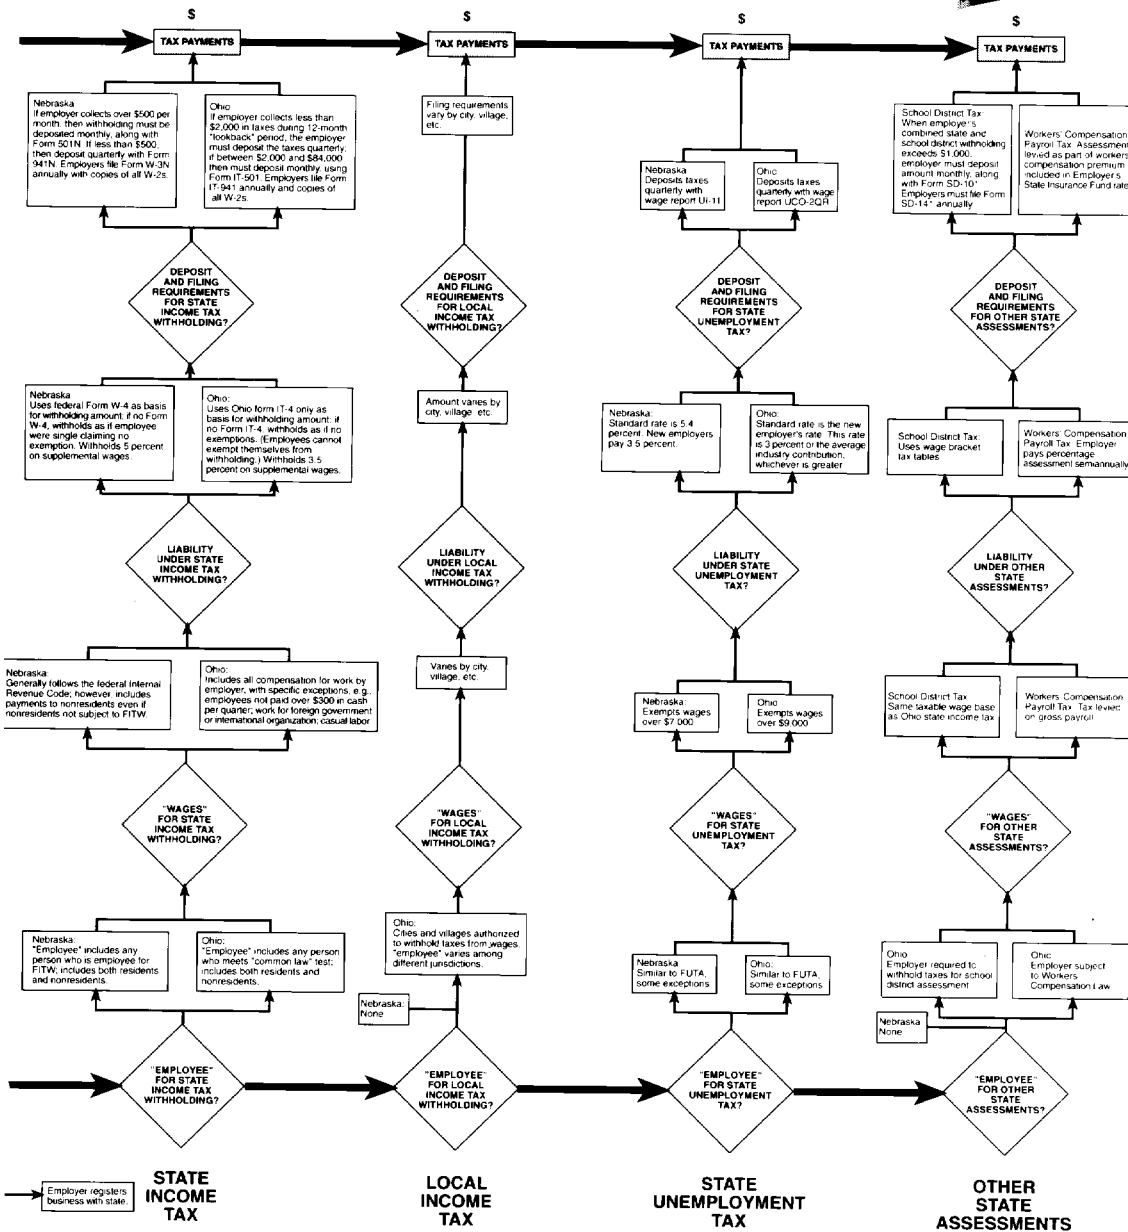 $
$
$
$
TAX PAYMENTS
TAX PAYMENTS
TAX PAYMENTS
TAX PAYMENTS
Nebraska
If employer collects over $500 per
month, then withholding must be
deposited monthly, along with
Form 501N. If less than $500,
then deposit quarterly with Form
941N. Employers file Form W-3N
annually with copies of all W-2s.
Ohio
If employer collects less than
$2,000 in taxes during 12-month
"lookback" period, the employer
must deposit the taxes quarterly;
if between $2,000 and $84,000
then must deposit monthly, using
Form IT-501. Employers file Form
IT-941 annually and copies of
all W-2s.
Filing requirements
vary by city, village,
etc.
Nebraska
Deposits taxes
quarterly with
wage report UI-11
Ohio:
Deposits taxes
quarterly with wage
report UCO-2QR
School District Tax:
When employer's
combined state and
school district withholding
exceeds $1,000,
employer must deposit
amount monthly, along
with Form SD-10*
Employers must file Form
SD-14* annually
Workers' Compensation
Payroll Tax: Assessment
levied as part of workers'
compensation premium
included in Employer's
State Insurance Fund rate
DEPOSIT
AND FILING
REQUIREMENTS
FOR STATE
INCOME TAX
WITHHOLDING?
DEPOSIT
AND FILING
REQUIREMENTS
FOR LOCAL
INCOME TAX
WITHHOLDING?
DEPOSIT
AND FILING
REQUIREMENTS
FOR STATE
UNEMPLOYMENT
TAX?
DEPOSIT
AND FILING
REQUIREMENTS
FOR OTHER STATE
ASSESSMENTS?
Nebraska
Uses federal Form W-4 as basis
for withholding amount; if no Form
W-4, withholds as if employee
were single claiming no
exemption. Withholds 5 percent
on supplemental wages.
Ohio:
Uses Ohio form IT-4 only as
basis for withholding amount; if
no Form IT-4, withholds as if no
exemptions. (Employees cannot
exempt themselves from
withholding.) Withholds 3.5
percent on supplemental wages.
Amount varies by
city, village, etc.
Nebraska:
Standard rate is 5.4
percent. New employers
pay 3.5 percent.
Ohio:
Standard rate is the new
employer's rate. This rate
is 3 percent or the average
industry contribution,
whichever is greater
School District Tax:
Uses wage bracket
tax tables
Workers' Compensation
Payroll Tax: Employer
pays percentage
assessment semiannually
LIABILITY
UNDER STATE
INCOME TAX
WITHHOLDING?
LIABILITY
UNDER LOCAL
INCOME TAX
WITHHOLDING?
LIABILITY
UNDER STATE
UNEMPLOYMENT
TAX?
LIABILITY
UNDER OTHER
STATE
ASSESSMENTS?
Nebraska:
Generally follows the federal Internal
Revenue Code; however, includes
payments to nonresidents even if
nonresidents not subject to FITW.
Ohio:
Includes all compensation for work by
employer, with specific exceptions, e.g.,
employees not paid over $300 in cash
per quarter; work for foreign government
or international organization; casual labor
Varies by city,
village, etc.
Nebraska:
Exempts wages
over $7,000
Ohio
Exempts wages
over $9,000
School District Tax
Same taxable wage base
as Ohio state income tax
Workers' Compensation
Payroll Tax: Tax levied
on gross payroll
"WAGES"
FOR STATE
INCOME TAX
WITHHOLDING?
"WAGES"
FOR LOCAL
INCOME TAX
WITHHOLDING?
"WAGES"
FOR STATE
UNEMPLOYMENT
TAX?
"WAGES"
FOR OTHER
STATE
ASSESSMENTS?
Nebraska:
"Employee" includes any
person who is employee for
FITW; includes both residents
and nonresidents.
Ohio:
"Employee" includes any person
who meets "common law" test;
includes both residents and
nonresidents.
Ohio:
Cities and villages authorized
to withhold taxes from wages.
"employee" varies among
different jurisdictions.
Nebraska:
None
Nebraska
Similar to FUTA,
some exceptions
Ohio:
Similar to FUTA,
some exceptions
Ohio
Employer required to
withhold taxes for school
district assessment
Ohio:
Employer subject
to Workers
Compensation Law
Nebraska
None
"EMPLOYEE"
FOR STATE
INCOME TAX
WITHHOLDING?
"EMPLOYEE"
FOR LOCAL
INCOME TAX
WITHHOLDING?
"EMPLOYEE"
FOR STATE
UNEMPLOYMENT
TAX?
"EMPLOYEE"
FOR OTHER
STATE
ASSESSMENTS?
Employer registers
business with state.
STATE
INCOME
TAX
LOCAL
INCOME
TAX
STATE
UNEMPLOYMENT
TAX
OTHER
STATE
ASSESSMENTS